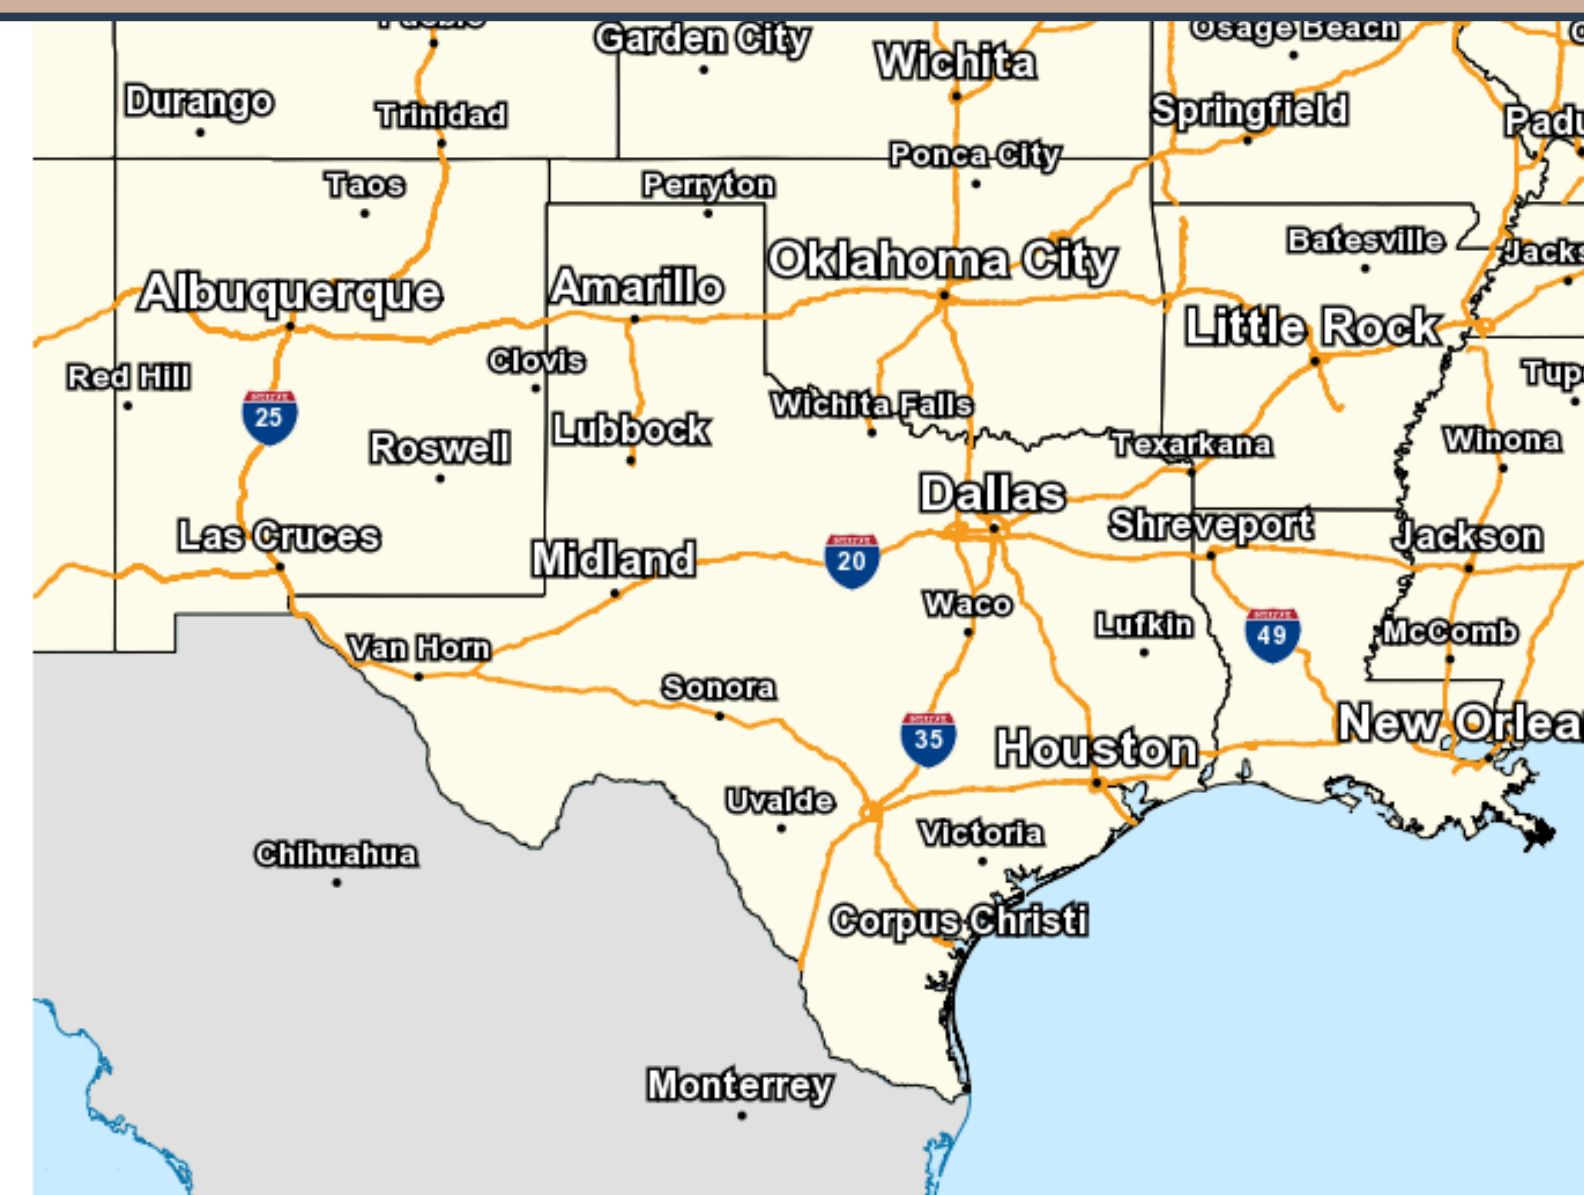 Pueblo
Garden City
Osage Beach
Wichita
Durango
Trinidad
Springfield
Padu
Ponca City
Taos
Perryton
Batesville
Oklahoma City
Jacks
Albuquerque
Amarillo
Little Rock
Red Hill
Clovis
Tup
25
Wichita Falls
Lubbock
Roswell
Texarkana
Winona
Dallas
Las Cruces
Shreveport
Jackson
Midland
20
Waco
Lufkin
49
McComb
Van Horn
Sonora
New Orlea
35
Houston
Uvalde
Victoria
Chihuahua
Corpus Christi
Monterrey